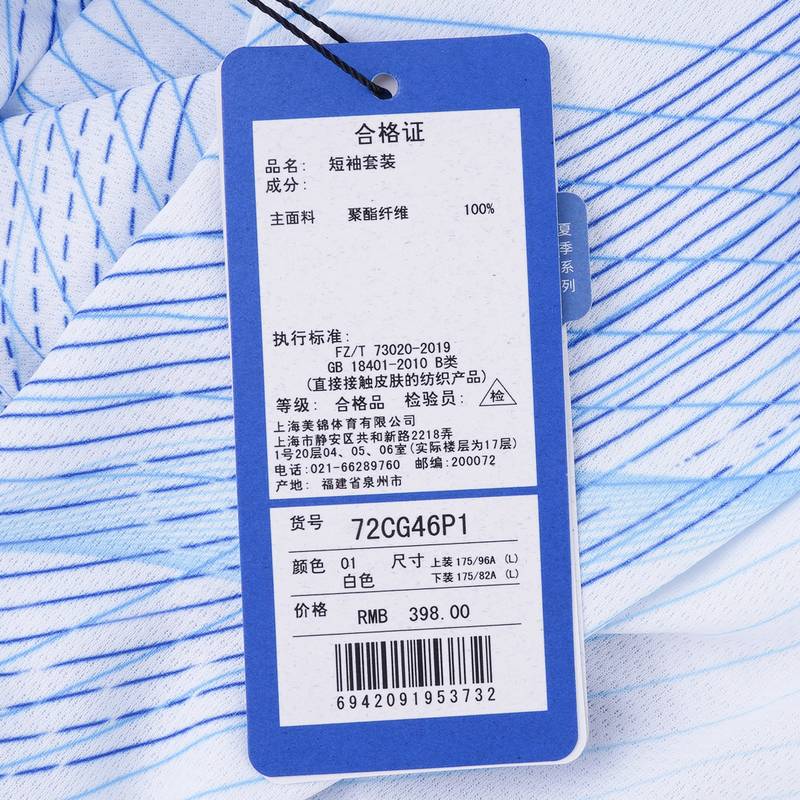 合格证
品名: 短袖套装
成分:
主面料 聚酯纤维 100%
执行标准:
FZ/T 73020-2019
GB 18401-2010 B类
(直接接触皮肤的纺织产品)
等级: 合格品 检验员: 检
上海美锦体育有限公司
上海市静安区共和新路2218弄
1号20层04、05、06室(实际楼层为17层)
电话:021-66289760 邮编:200072
产地: 福建省泉州市
货号 72CG46P1
颜色 01 尺寸 上装 175/96A (L)
白色 下装 175/82A (L)
价格 RMB 398.00
6942091953732
夏季系列